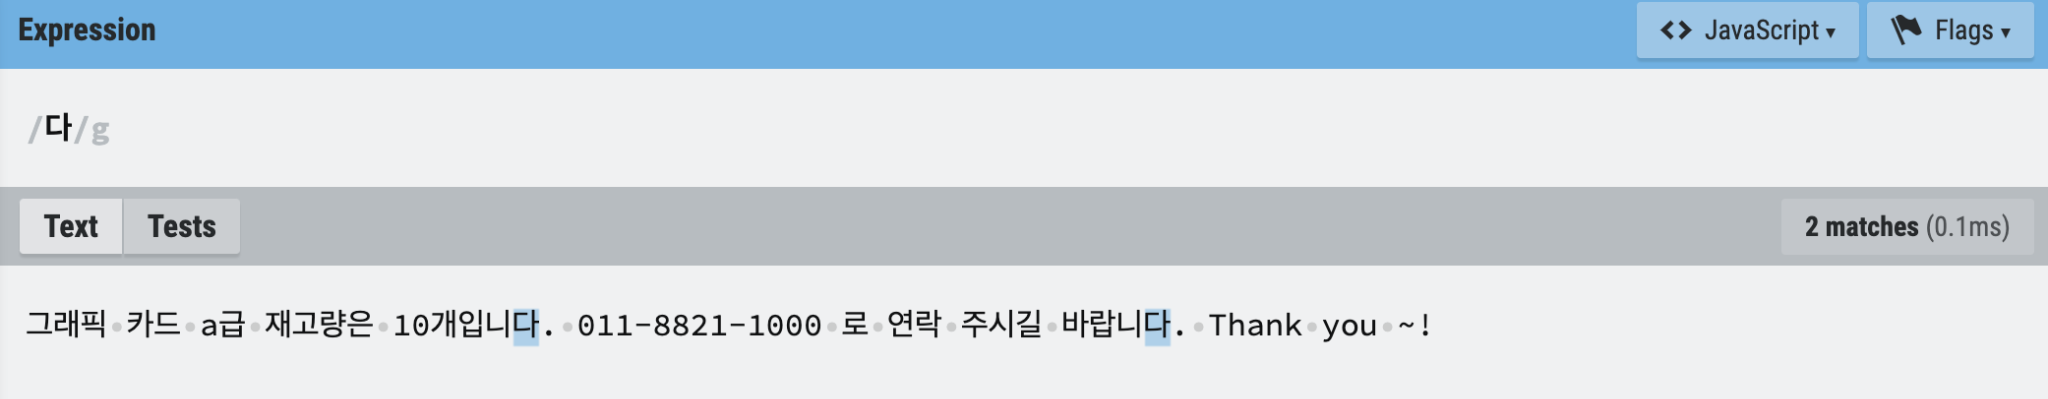 Expression
<> JavaScript ▾
Flags ▾
/다/g
Text
Tests
2 matches (0.1ms)
그래픽 카드 a급 재고량은 10개입니다. 011-8821-1000 로 연락 주시길 바랍니다. Thank you ~!